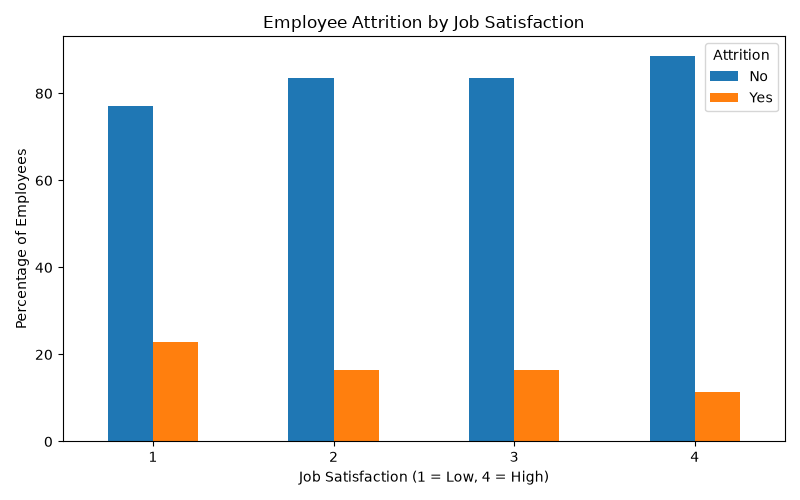 Employee Attrition by Job Satisfaction
Attrition
No
Yes
Percentage of Employees
80
60
40
20
0
1 2 3 4
Job Satisfaction (1 = Low, 4 = High)